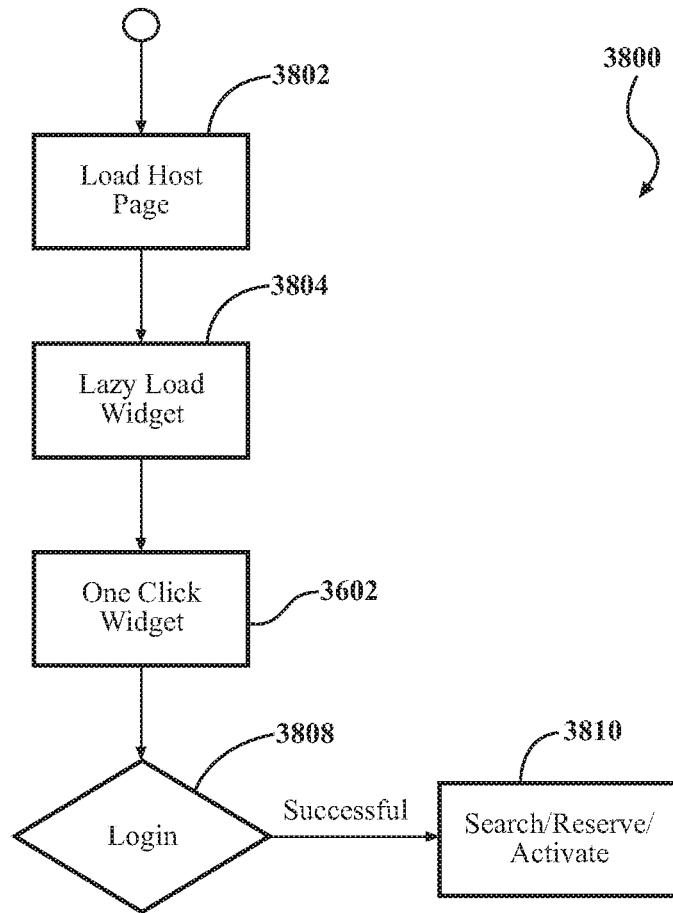 3802
3800
Load Host
Page
3804
Lazy Load
Widget
One Click
Widget
3602
3808
Login
Successful
3810
Search/Reserve/
Activate